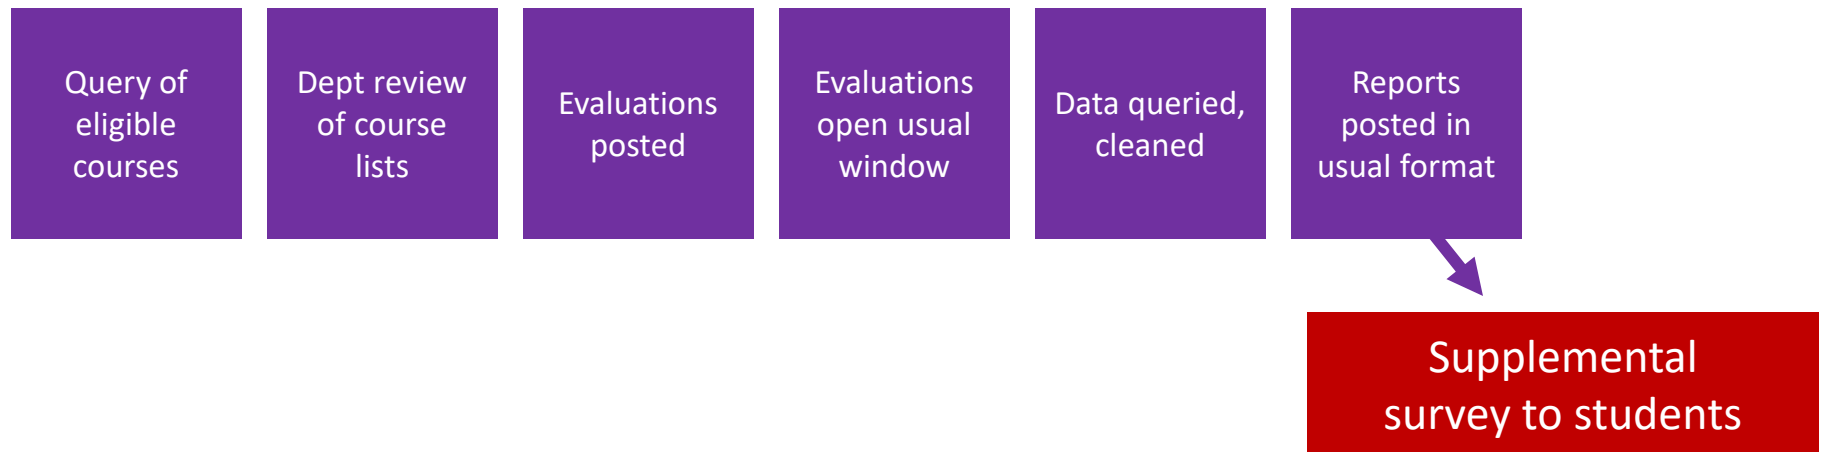 Query of
eligible
courses
Dept review
of course
lists
Evaluations
posted
Evaluations
open usual
window
Data queried,
cleaned
Reports
posted in
usual format
Supplemental
survey to students